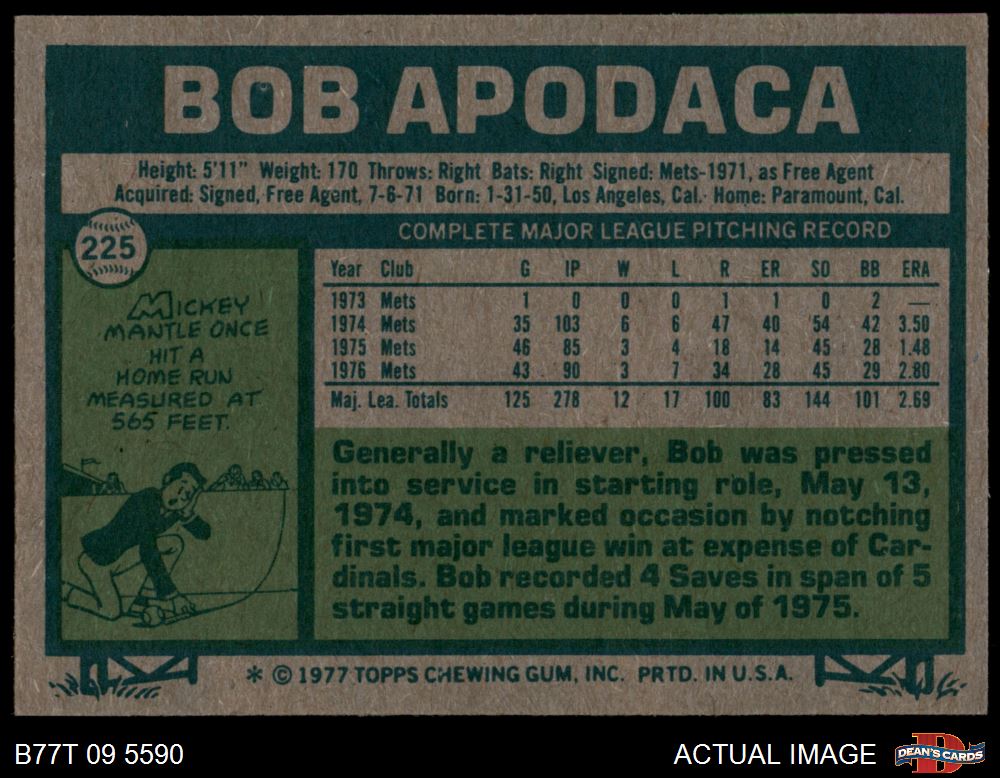 BOB APODACA
Height: 5'11" Weight: 170 Throws: Right Bats: Right Signed: Mets-1971, as Free Agent
Acquired: Signed, Free Agent, 7-6-71 Born: 1-31-50, Los Angeles, Cal. Home: Paramount, Cal.
225
MICKEY
MANTLE ONCE
HIT A
HOME RUN
MEASURED AT
565 FEET.
COMPLETE MAJOR LEAGUE PITCHING RECORD
Year Club G IP W L R ER SO BB ERA
1973 Mets 1 0 0 0 1 1 0 2 —
1974 Mets 35 103 6 6 47 40 54 42 3.50
1975 Mets 46 85 3 4 18 14 45 28 1.48
1976 Mets 43 90 3 7 34 28 45 29 2.80
Maj. Lea. Totals 125 278 12 17 100 83 144 101 2.69
Generally a reliever, Bob was pressed
into service in starting role, May 13,
1974, and marked occasion by notching
first major league win at expense of Car-
dinals. Bob recorded 4 Saves in span of 5
straight games during May of 1975.
* © 1977 TOPPS CHEWING GUM, INC. PRTD. IN U.S.A.
B77T 09 5590
ACTUAL IMAGE
D
DEAN'S CARDS